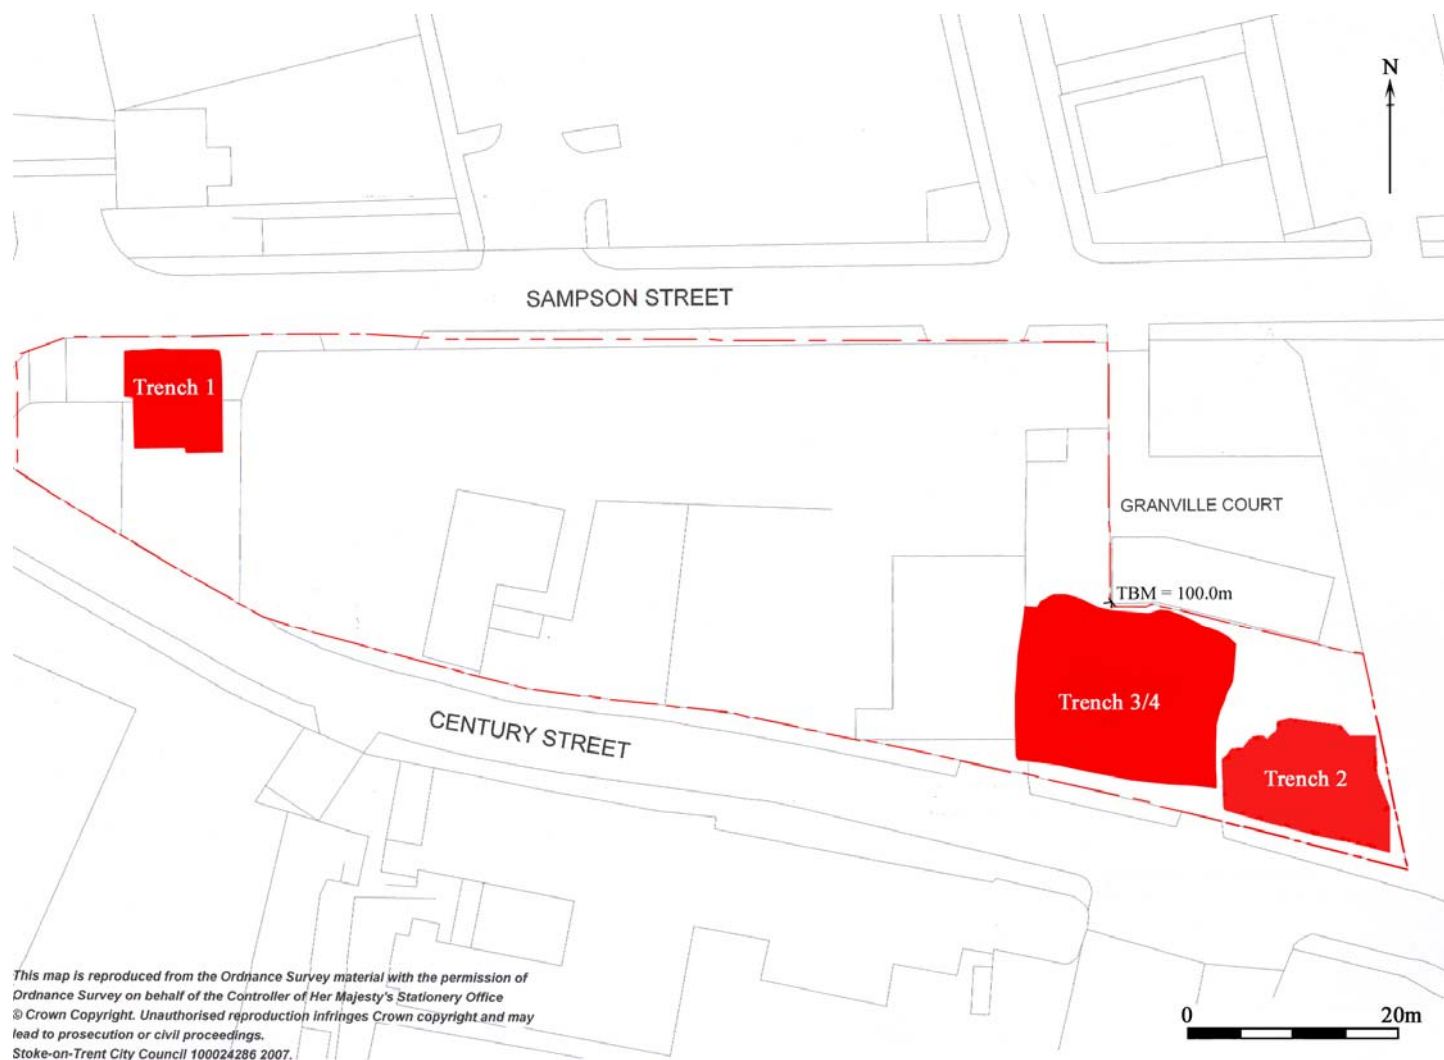 N
SAMPSON STREET
Trench 1
GRANVILLE COURT
TBM = 100.0m
Trench 3/4
CENTURY STREET
Trench 2
This map is reproduced from the Ordnance Survey material with the permission of
Ordnance Survey on behalf of the Controller of Her Majesty's Stationery Office
© Crown Copyright. Unauthorised reproduction infringes Crown copyright and may
lead to prosecution or civil proceedings.
Stoke-on-Trent City Council 100024286 2007.
0 20m